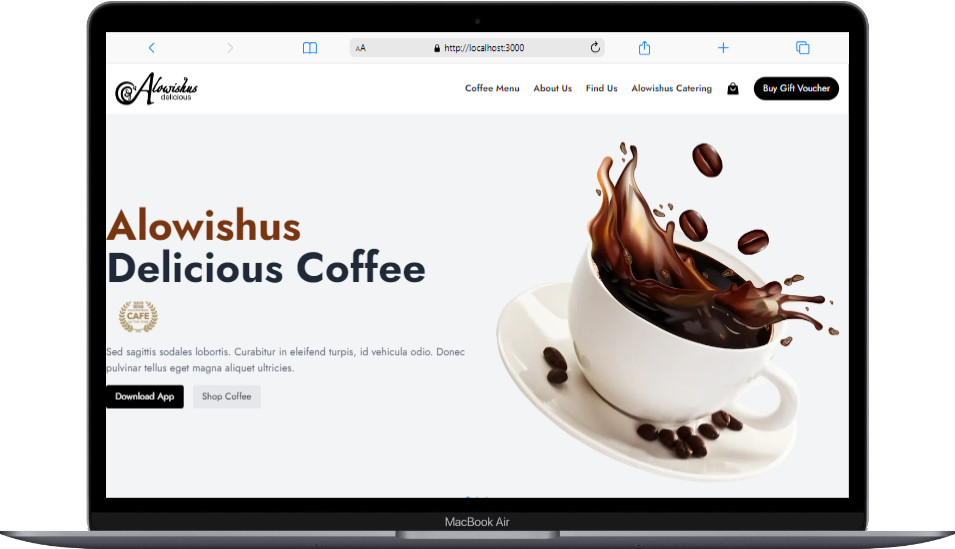 AA
http://localhost:3000
Alowishus
delicious
Coffee Menu
About Us
Find Us
Alowishus Catering
Buy Gift Voucher
Alowishus
Delicious Coffee
CAFE
Sed sagittis sodales lobortis. Curabitur in eleifend turpis, id vehicula odio. Donec
pulvinar tellus eget magna aliquet ultricies.
Download App
Shop Coffee
MacBook Air